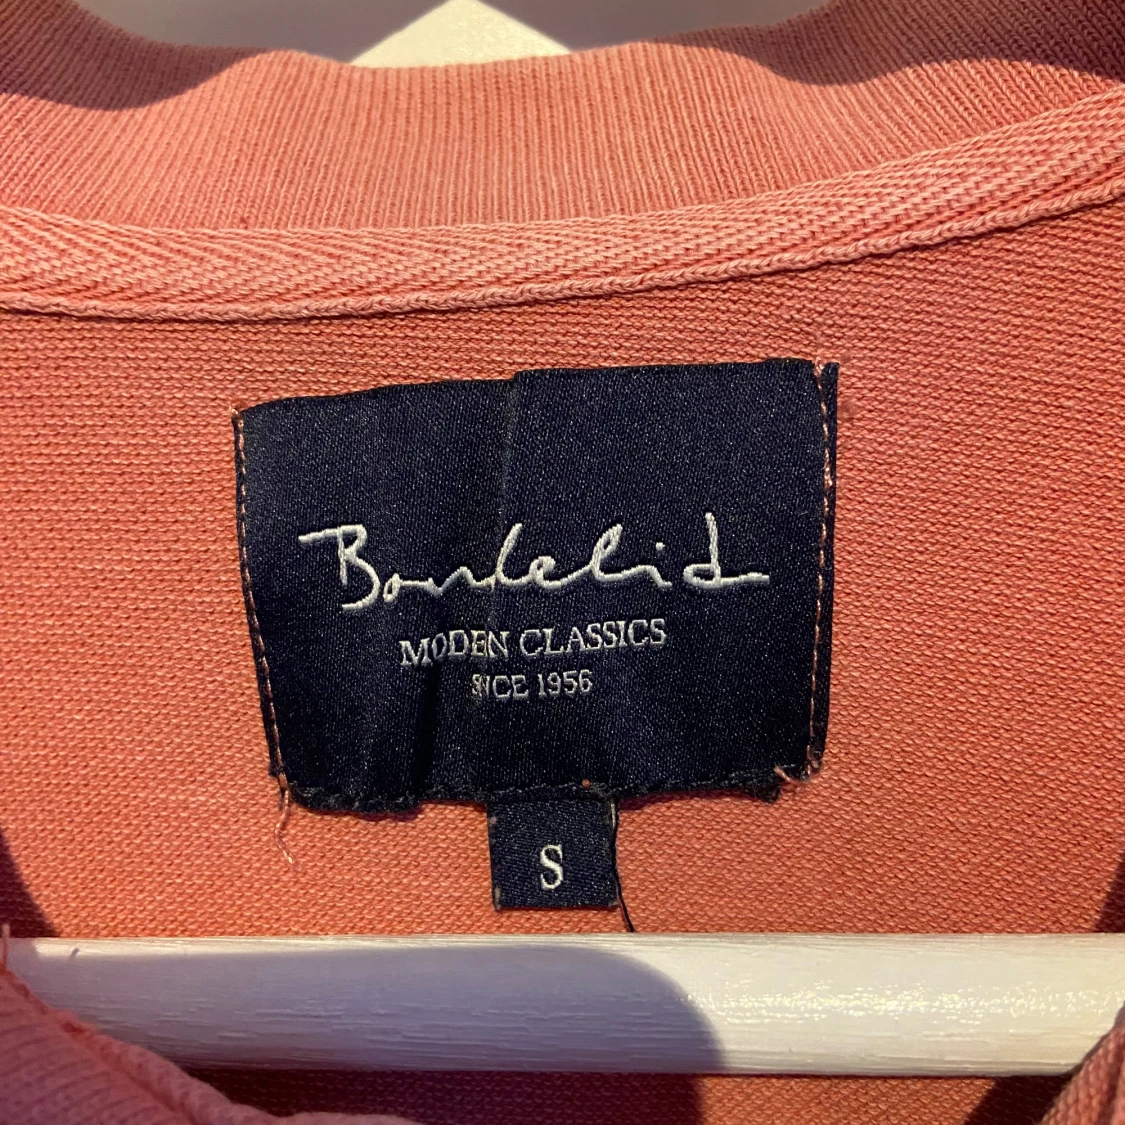 Bondelid
MODEN CLASSICS
SINCE 1956
S